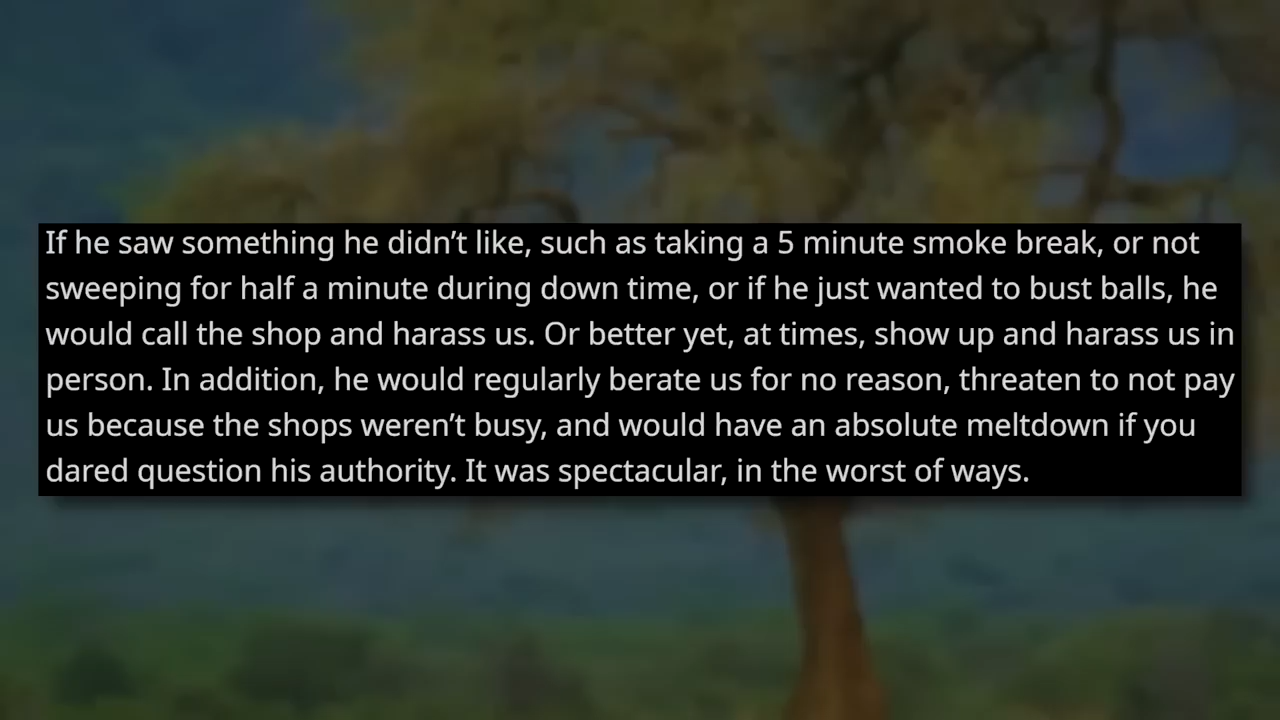 If he saw something he didn’t like, such as taking a 5 minute smoke break, or not
sweeping for half a minute during down time, or if he just wanted to bust balls, he
would call the shop and harass us. Or better yet, at times, show up and harass us in
person. In addition, he would regularly berate us for no reason, threaten to not pay
us because the shops weren’t busy, and would have an absolute meltdown if you
dared question his authority. It was spectacular, in the worst of ways.